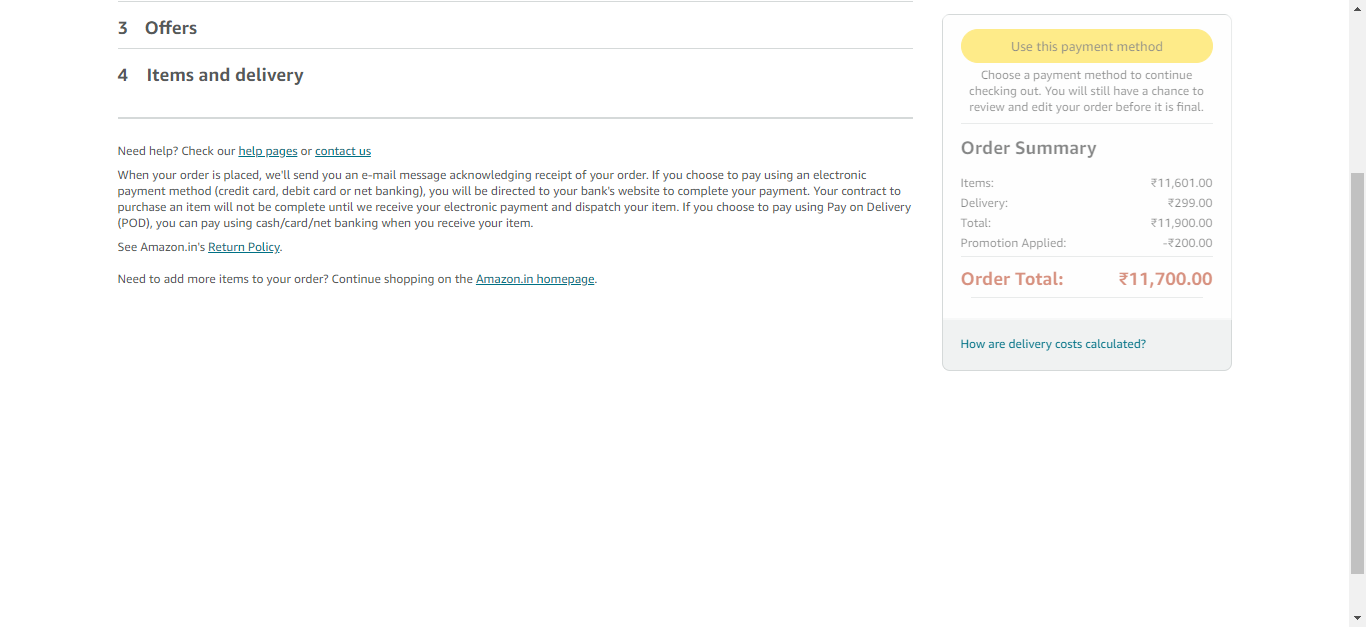 3 Offers
4 Items and delivery
Need help? Check our help pages or contact us
When your order is placed, we'll send you an e-mail message acknowledging receipt of your order. If you choose to pay using an electronic
payment method (credit card, debit card or net banking), you will be directed to your bank's website to complete your payment. Your contract to
purchase an item will not be complete until we receive your electronic payment and dispatch your item. If you choose to pay using Pay on Delivery
(POD), you can pay using cash/card/net banking when you receive your item.
See Amazon.in's Return Policy.
Need to add more items to your order? Continue shopping on the Amazon.in homepage.
Use this payment method
Choose a payment method to continue
checking out. You will still have a chance to
review and edit your order before it is final.
Order Summary
Items: ₹11,601.00
Delivery: ₹299.00
Total: ₹11,900.00
Promotion Applied: -₹200.00
Order Total: ₹11,700.00
How are delivery costs calculated?